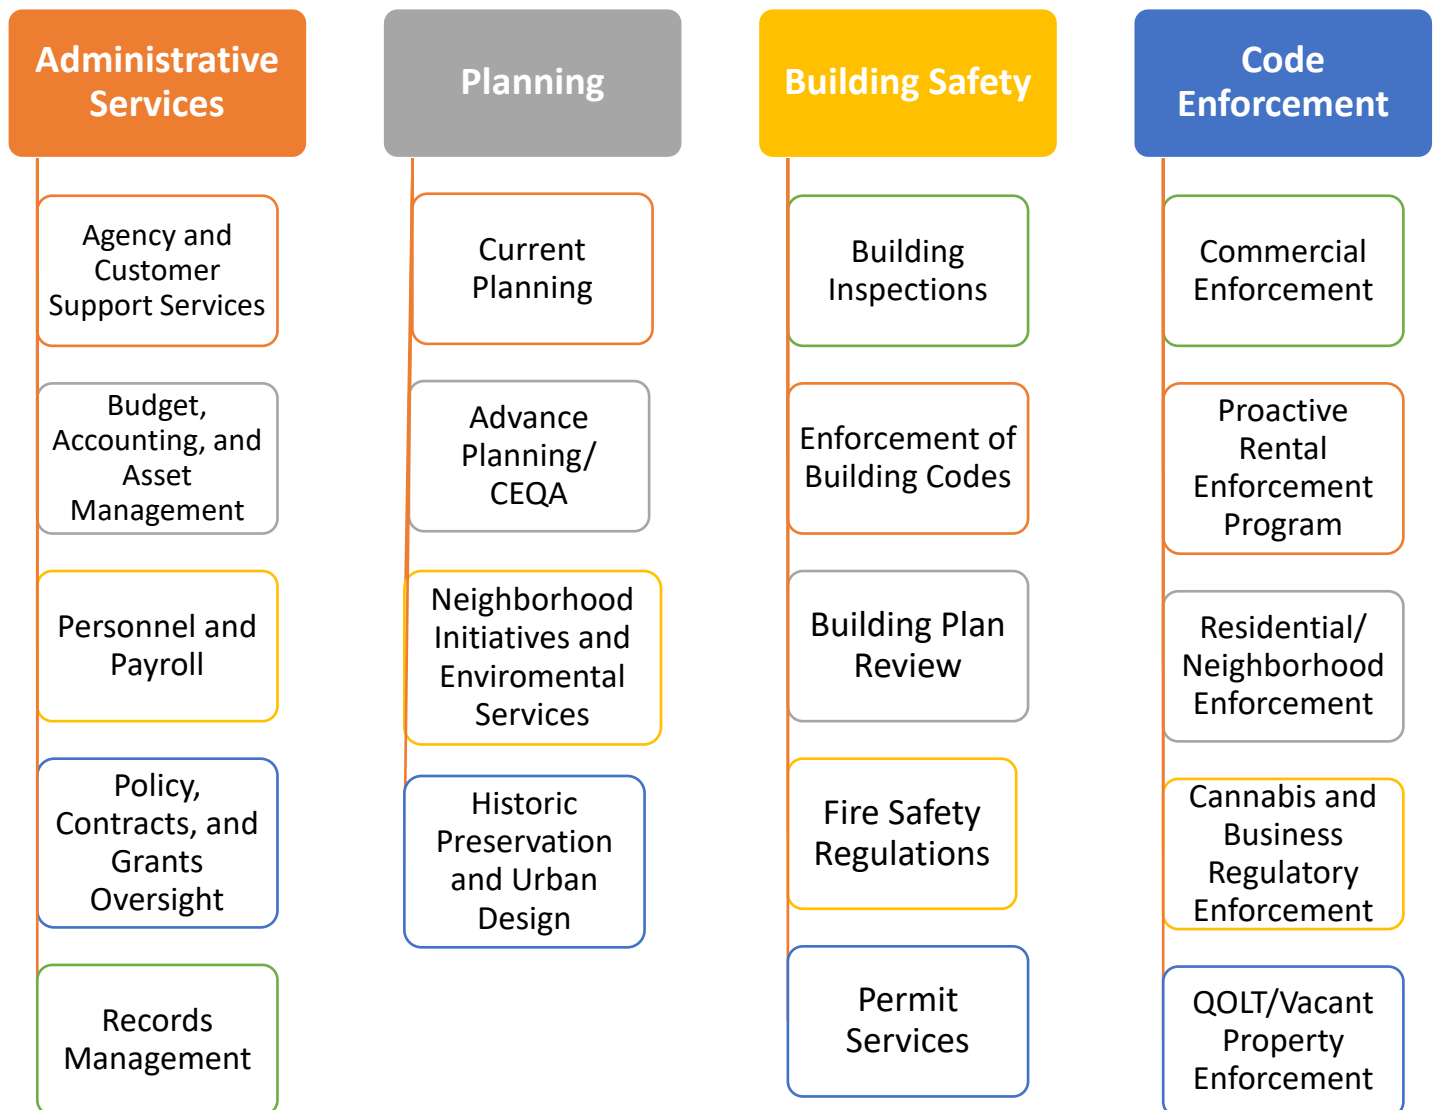 Administrative
Services
Agency and
Customer
Support Services
Budget,
Accounting, and
Asset
Management
Personnel and
Payroll
Policy,
Contracts, and
Grants
Oversight
Records
Management
Planning
Current
Planning
Advance
Planning/
CEQA
Neighborhood
Initiatives and
Enviromental
Services
Historic
Preservation
and Urban
Design
Building Safety
Building
Inspections
Enforcement of
Building Codes
Building Plan
Review
Fire Safety
Regulations
Permit
Services
Code
Enforcement
Commercial
Enforcement
Proactive
Rental
Enforcement
Program
Residential/
Neighborhood
Enforcement
Cannabis and
Business
Regulatory
Enforcement
QOLT/Vacant
Property
Enforcement